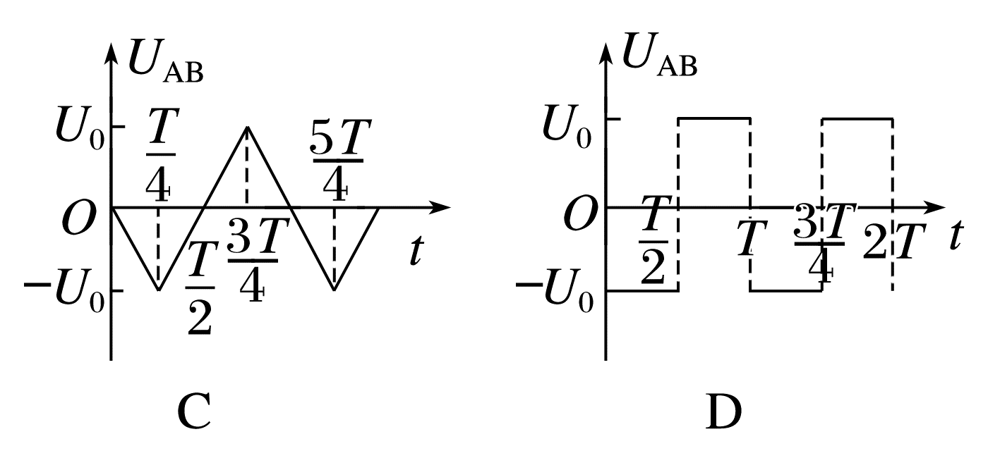 U_AB
U_0
T/4
5T/4
O
T/2
3T/4
t
−U_0
C
U_AB
U_0
O
T/2
T
3T/4
2T
t
−U_0
D